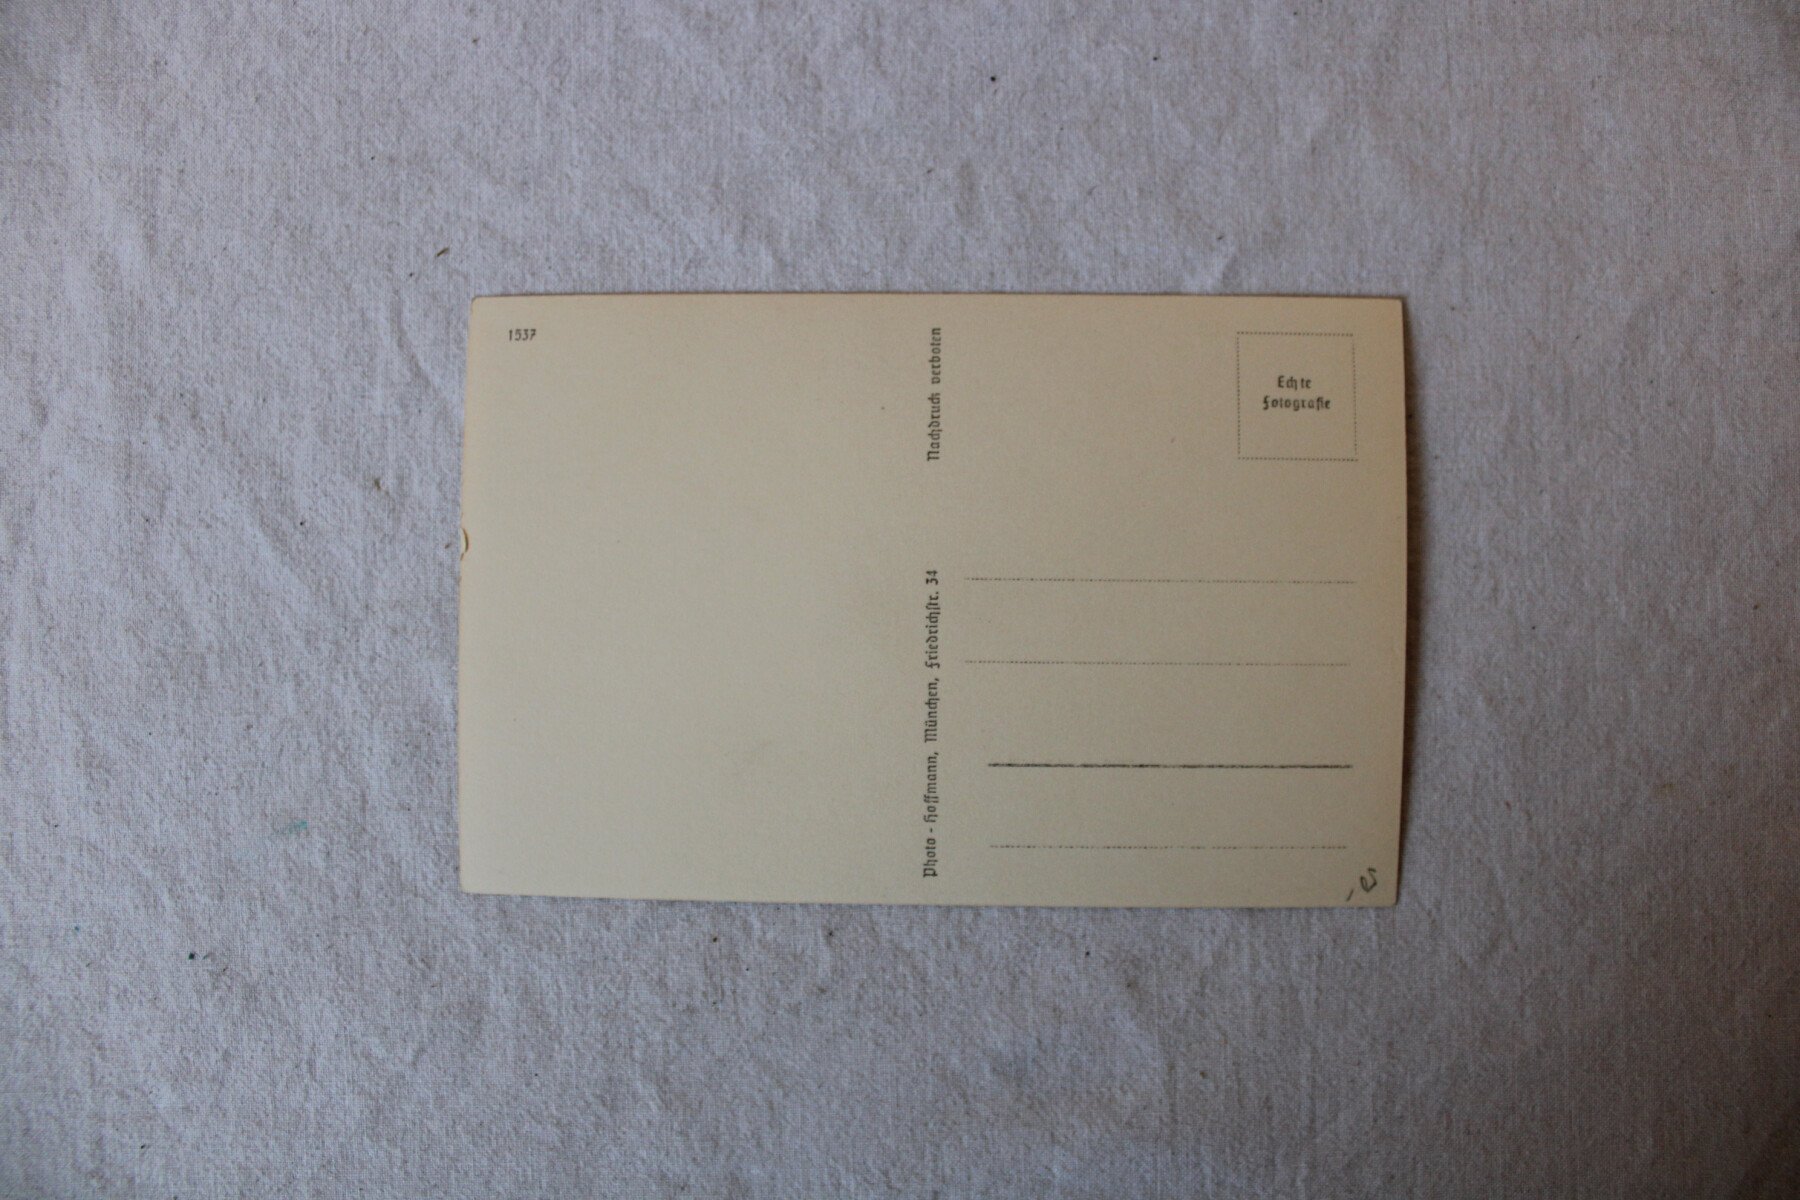 1537
Nachdruck verboten
Photo - Hoffmann, München, Friedrichstr. 34
Echte
Fotografie